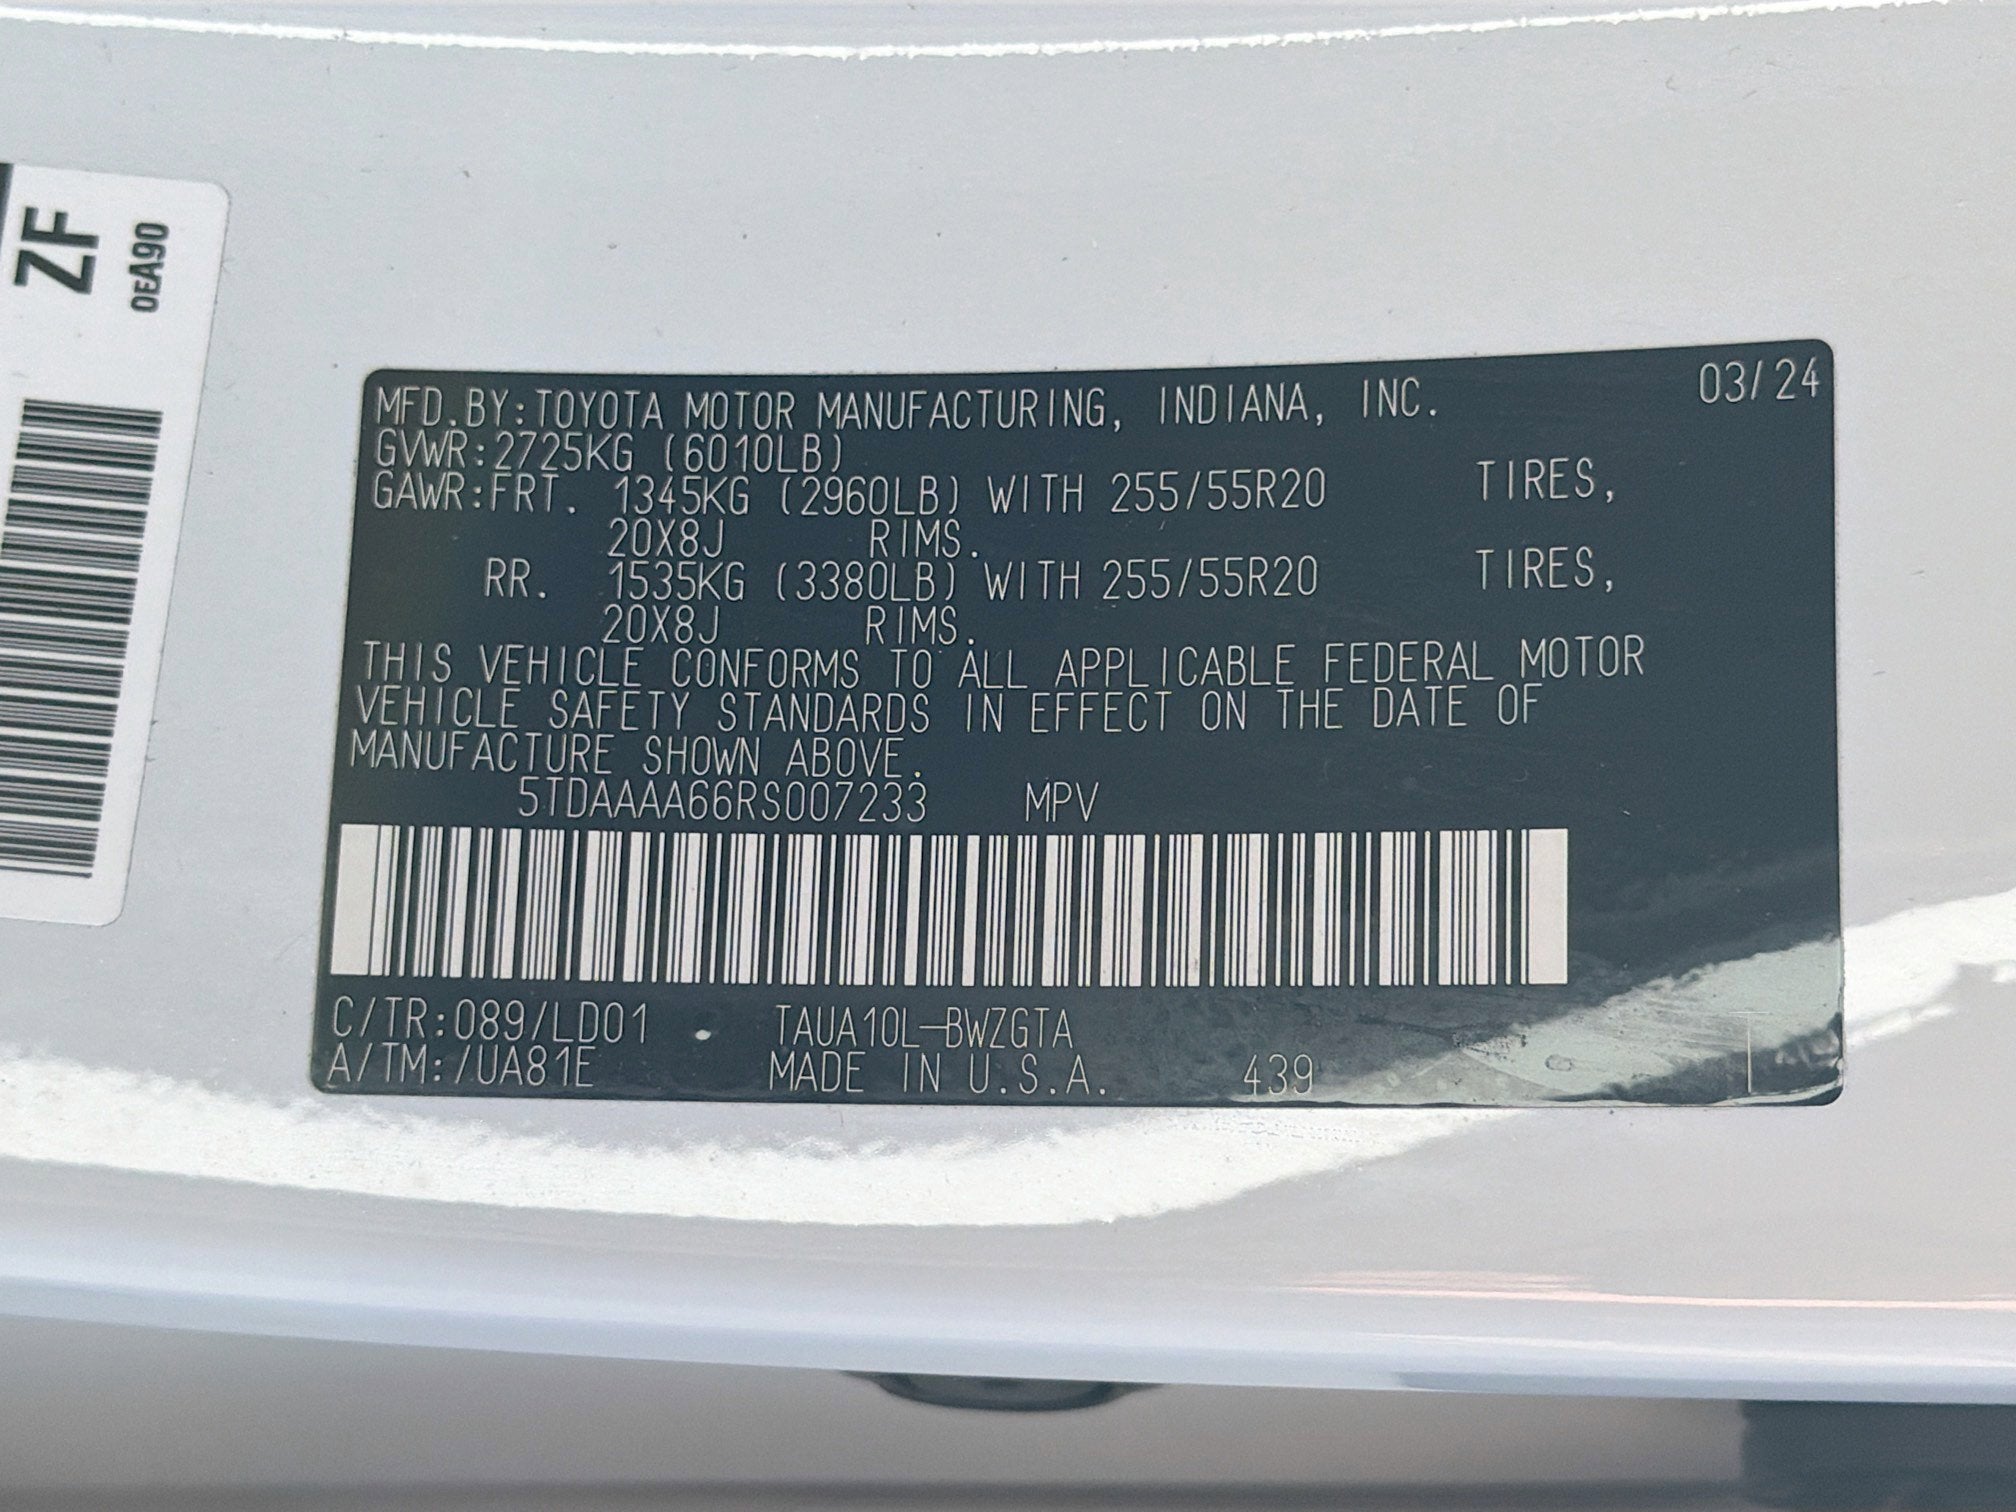 ZF
0EA90
MFD.BY:TOYOTA MOTOR MANUFACTURING, INDIANA, INC. 03/24
GVWR:2725KG (6010LB)
GAWR:FRT. 1345KG (2960LB) WITH 255/55R20 TIRES,
20X8J RIMS.
RR. 1535KG (3380LB) WITH 255/55R20 TIRES,
20X8J RIMS.
THIS VEHICLE CONFORMS TO ALL APPLICABLE FEDERAL MOTOR
VEHICLE SAFETY STANDARDS IN EFFECT ON THE DATE OF
MANUFACTURE SHOWN ABOVE.
5TDAAAA66RS007233 MPV
C/TR:089/LD01 TAUA10L-BWZGTA
A/TM:/UA81E MADE IN U.S.A. 439